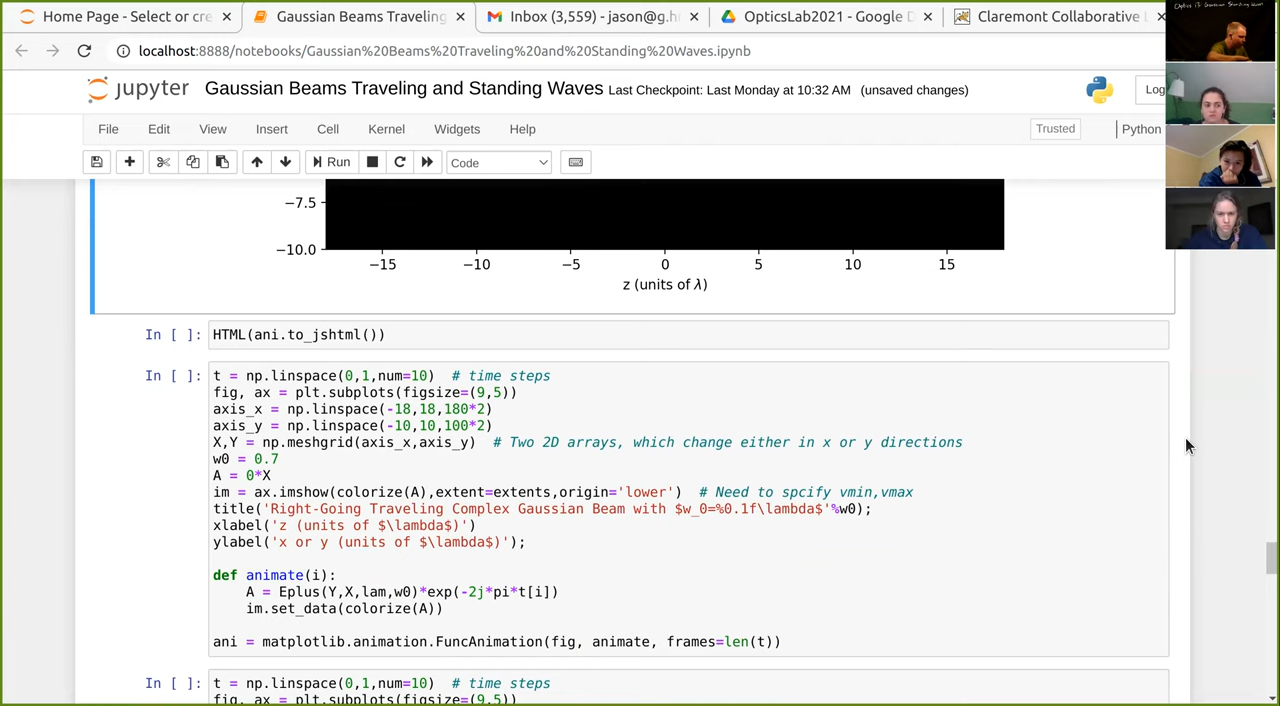 Home Page - Select or cre
Gaussian Beams Traveling
Inbox (3,559) - jason@g.h
OpticsLab2021 - Google D
Claremont Collaborative L
localhost:8888/notebooks/Gaussian%20Beams%20Traveling%20and%20Standing%20Waves.ipynb
jupyter Gaussian Beams Traveling and Standing Waves Last Checkpoint: Last Monday at 10:32 AM (unsaved changes)
Log
File Edit View Insert Cell Kernel Widgets Help
Trusted
Python
Run
Code
−7.5
−10.0
−15 −10 −5 0 5 10 15
z (units of λ)
In [ ]: HTML(ani.to_jshtml())
In [ ]: t = np.linspace(0,1,num=10)  # time steps
fig, ax = plt.subplots(figsize=(9,5))
axis_x = np.linspace(-18,18,180*2)
axis_y = np.linspace(-10,10,100*2)
X,Y = np.meshgrid(axis_x,axis_y)  # Two 2D arrays, which change either in x or y directions
w0 = 0.7
A = 0*X
im = ax.imshow(colorize(A),extent=extents,origin='lower')  # Need to spcify vmin,vmax
title('Right-Going Traveling Complex Gaussian Beam with $w_0=%0.1f\lambda$'%w0);
xlabel('z (units of $\lambda$)')
ylabel('x or y (units of $\lambda$)');
def animate(i):
    A = Eplus(Y,X,lam,w0)*exp(-2j*pi*t[i])
    im.set_data(colorize(A))
ani = matplotlib.animation.FuncAnimation(fig, animate, frames=len(t))
In [ ]: t = np.linspace(0,1,num=10)  # time steps
fig, ax = plt.subplots(figsize=(9,5))